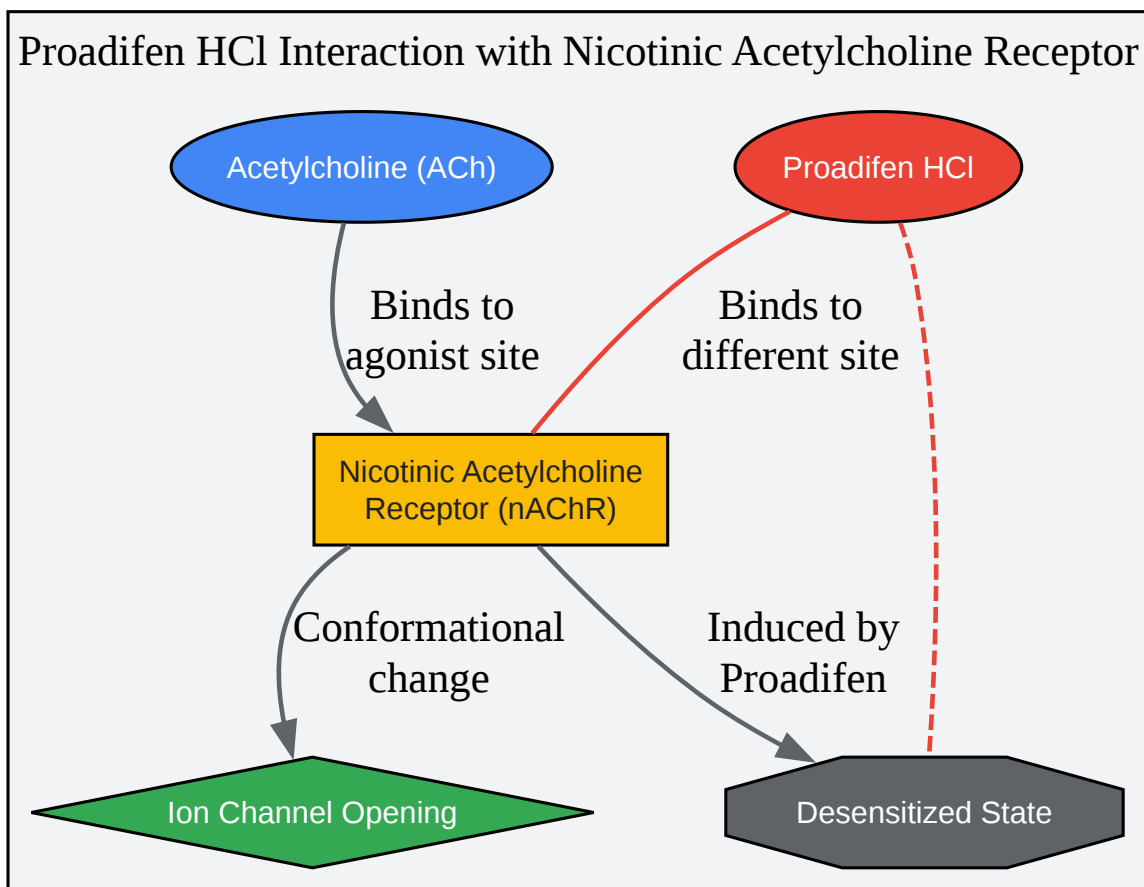 Proadifen HCl Interaction with Nicotinic Acetylcholine Receptor
Acetylcholine (ACh)
Proadifen HCl
Binds to
agonist site
Binds to
different site
Nicotinic Acetylcholine
Receptor (nAChR)
Conformational
change
Induced by
Proadifen
Ion Channel Opening
Desensitized State